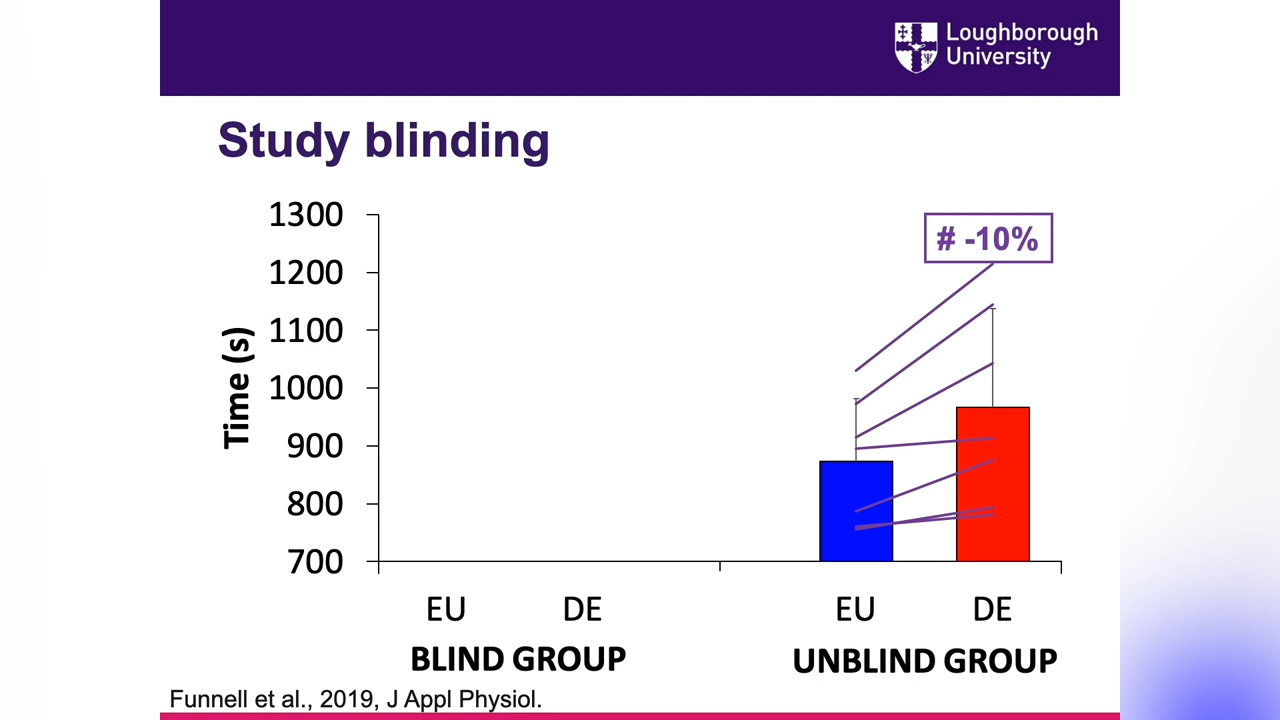 Loughborough
University
Study blinding
1300
1200
1100
1000
900
800
700
Time (s)
# -10%
EU
DE
EU
DE
BLIND GROUP
UNBLIND GROUP
Funnell et al., 2019, J Appl Physiol.